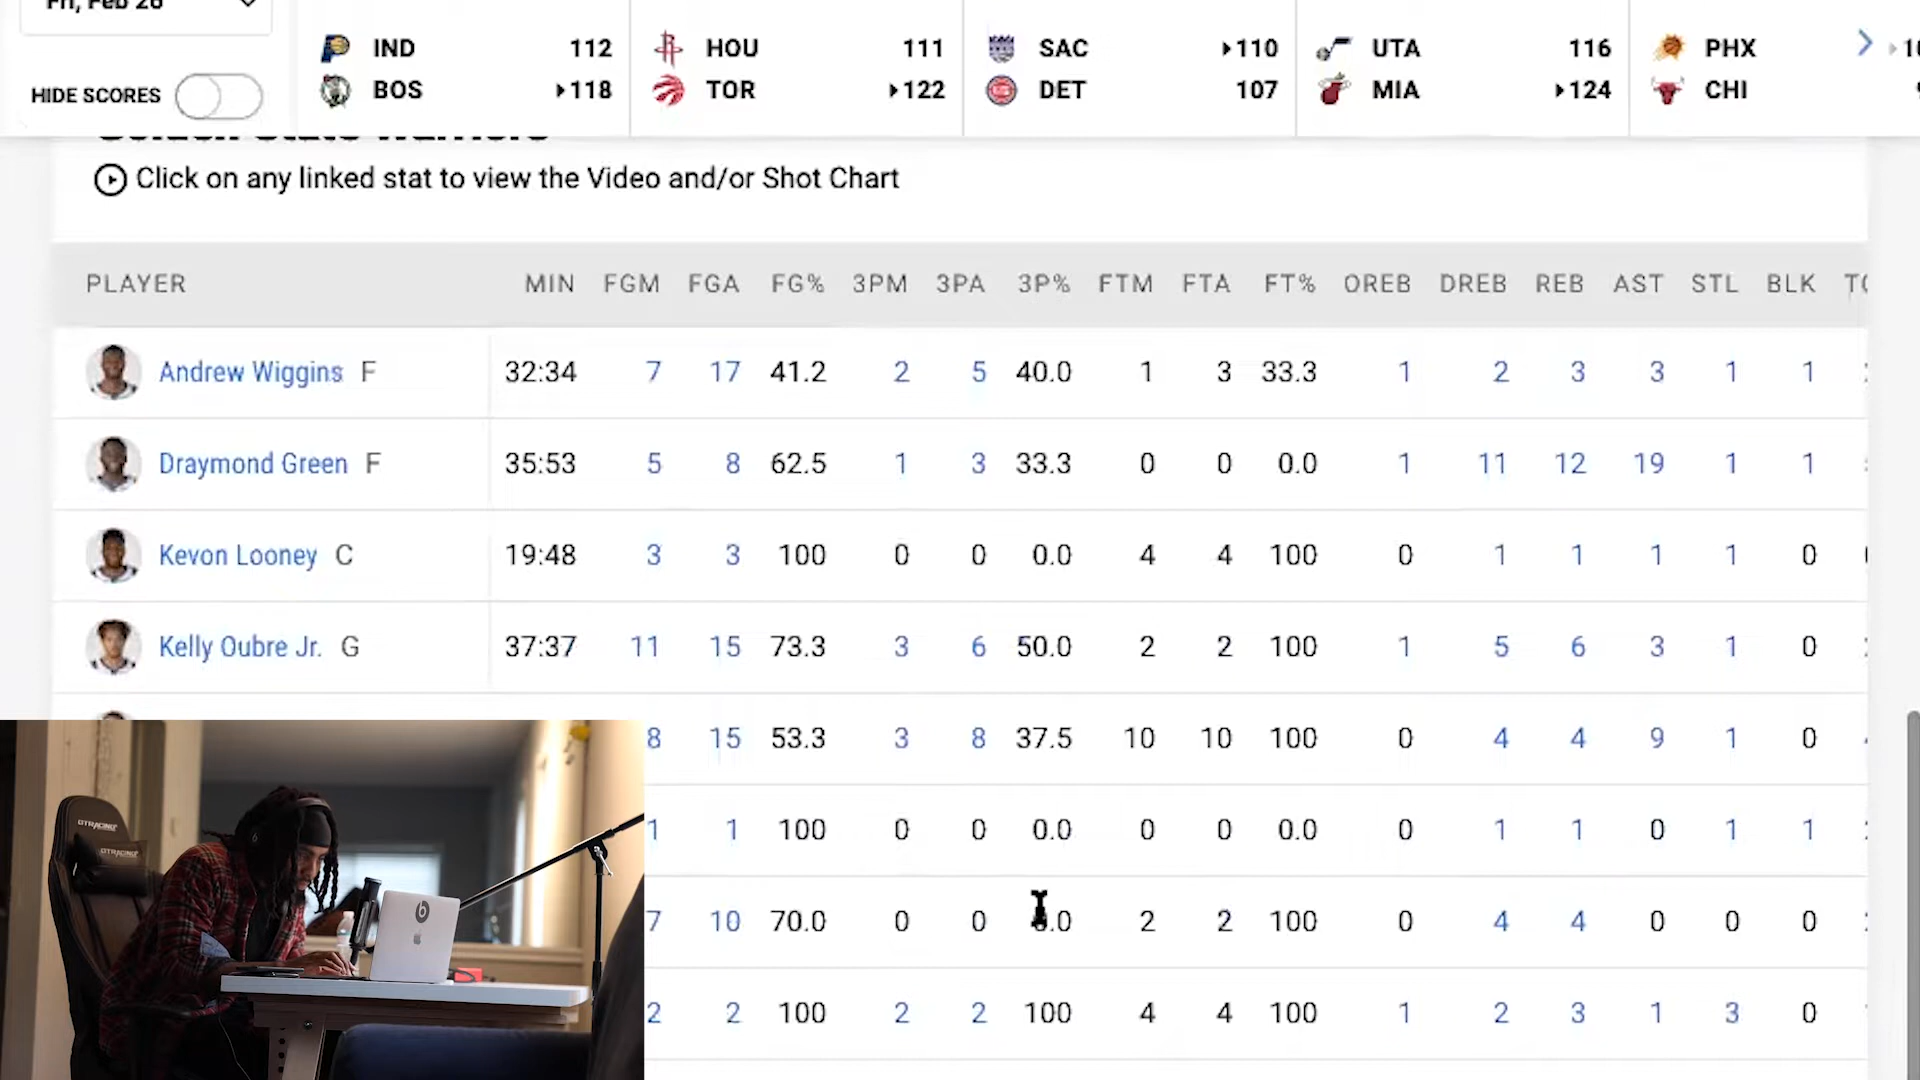 Fri, Feb 26
HIDE SCORES
IND 112
BOS 118
HOU 111
TOR 122
SAC 110
DET 107
UTA 116
MIA 124
PHX
CHI
Golden State Warriors
Click on any linked stat to view the Video and/or Shot Chart
PLAYER MIN FGM FGA FG% 3PM 3PA 3P% FTM FTA FT% OREB DREB REB AST STL BLK
Andrew Wiggins F 32:34 7 17 41.2 2 5 40.0 1 3 33.3 1 2 3 3 1 1
Draymond Green F 35:53 5 8 62.5 1 3 33.3 0 0 0.0 1 11 12 19 1 1
Kevon Looney C 19:48 3 3 100 0 0 0.0 4 4 100 0 1 1 1 1 0
Kelly Oubre Jr. G 37:37 11 15 73.3 3 6 50.0 2 2 100 1 5 6 3 1 0
8 15 53.3 3 8 37.5 10 10 100 0 4 4 9 1 0
1 1 100 0 0 0.0 0 0 0.0 0 1 1 0 1 1
7 10 70.0 0 0 .0 2 2 100 0 4 4 0 0 0
2 2 100 2 2 100 4 4 100 1 2 3 1 3 0
GTRACING
GTRACING